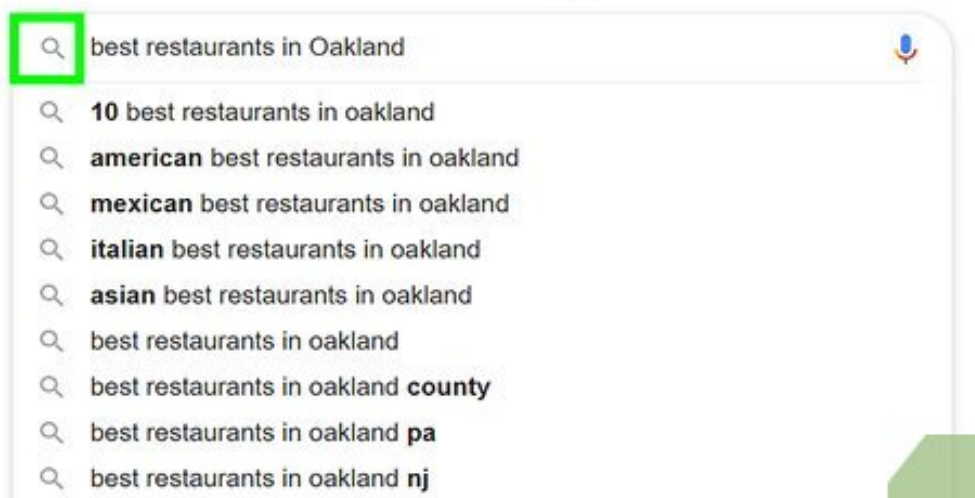 best restaurants in Oakland
10 best restaurants in oakland
american best restaurants in oakland
mexican best restaurants in oakland
italian best restaurants in oakland
asian best restaurants in oakland
best restaurants in oakland
best restaurants in oakland county
best restaurants in oakland pa
best restaurants in oakland nj